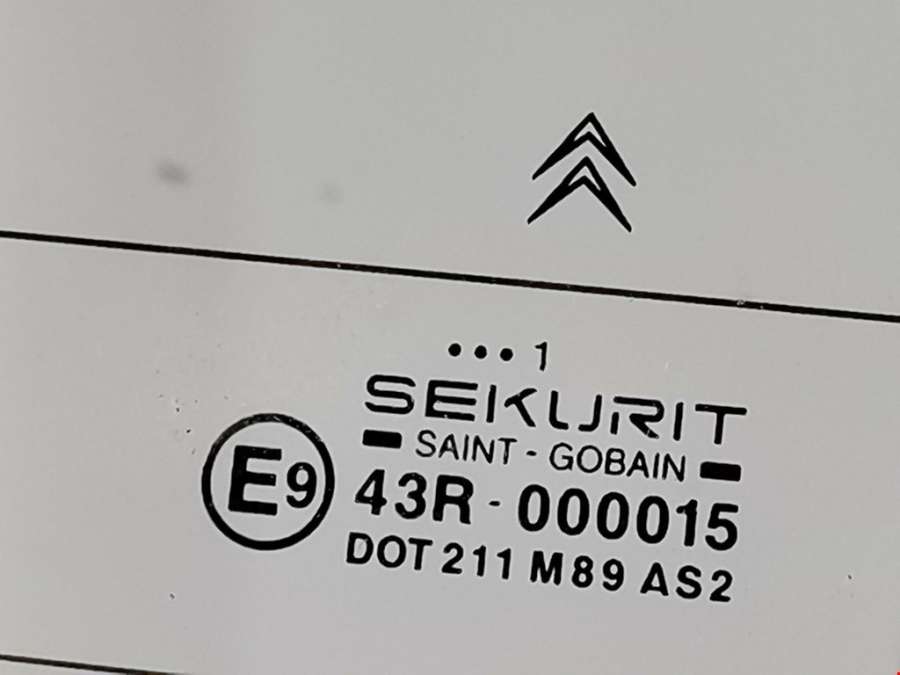 •••1
SEKURIT
SAINT-GOBAIN
E9 43R-000015
DOT 211 M89 AS2